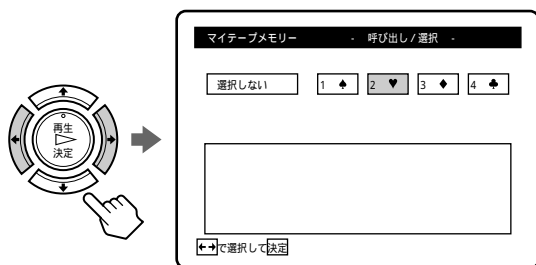 マイテープメモリー - 呼び出し / 選択 -
選択しない 1 ♠ 2 ♥ 3 ♦ 4 ♣
再生
決定
←→で選択して決定